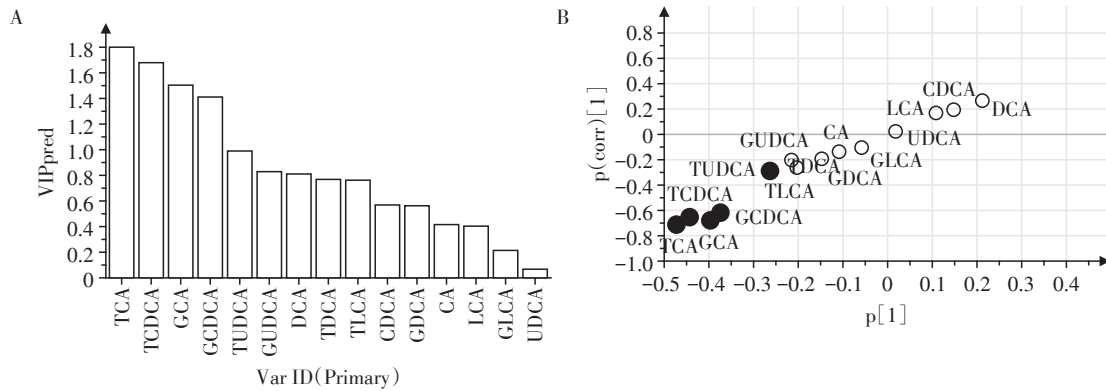 A
VIPpred
1.8
1.6
1.4
1.2
1.0
0.8
0.6
0.4
0.2
0
TCA
TCDCA
GCA
GCDCA
TUDCA
GUDCA
DCA
TDCA
TLCA
CDCA
GDCA
CA
LCA
GLCA
UDCA
Var ID(Primary)
B
p(corr)[1]
0.8
0.6
0.4
0.2
0
−0.2
−0.4
−0.6
−0.8
−1.0
CDCA
LCA
DCA
GUDCA
CA
UDCA
TUDCA
TDCA
GLCA
GDCA
TLCA
TCDCA
GCDCA
TCA
GCA
−0.5
−0.4
−0.3
−0.2
−0.1
0
0.1
0.2
0.3
0.4
p[1]